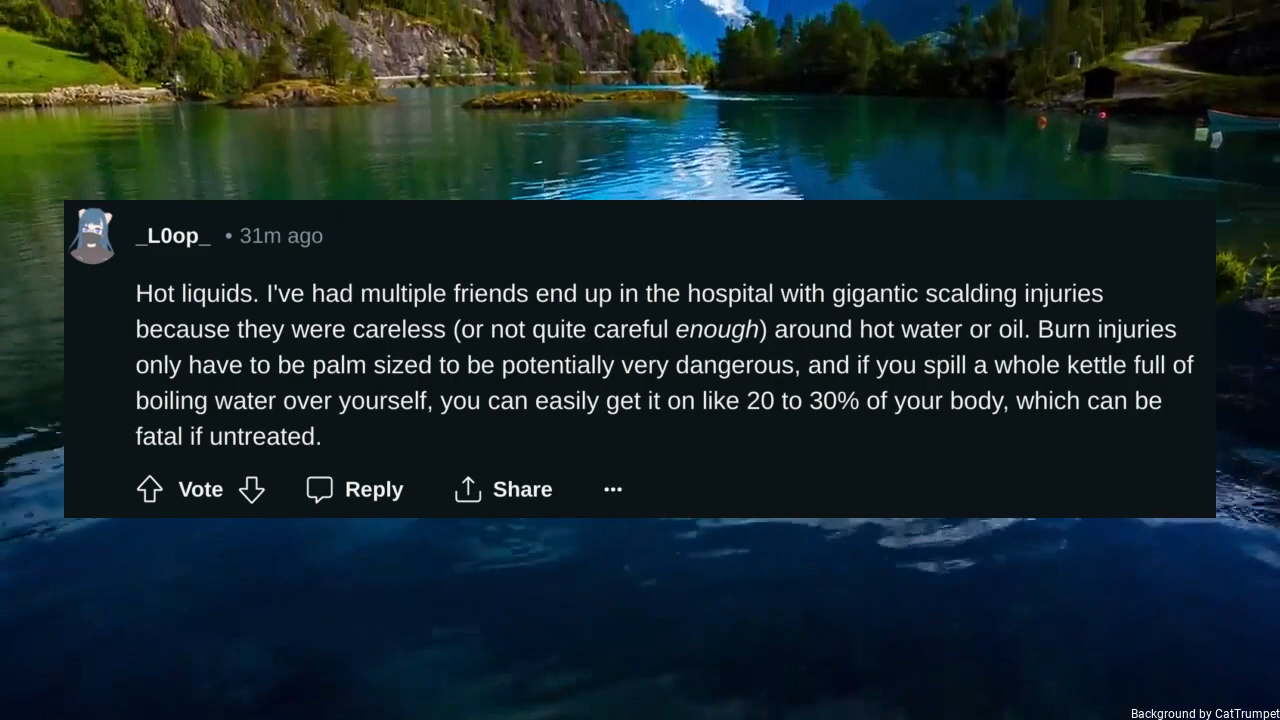 _L0op_ • 31m ago
Hot liquids. I've had multiple friends end up in the hospital with gigantic scalding injuries
because they were careless (or not quite careful enough) around hot water or oil. Burn injuries
only have to be palm sized to be potentially very dangerous, and if you spill a whole kettle full of
boiling water over yourself, you can easily get it on like 20 to 30% of your body, which can be
fatal if untreated.
Vote Reply Share ···
Background by CatTrumpet